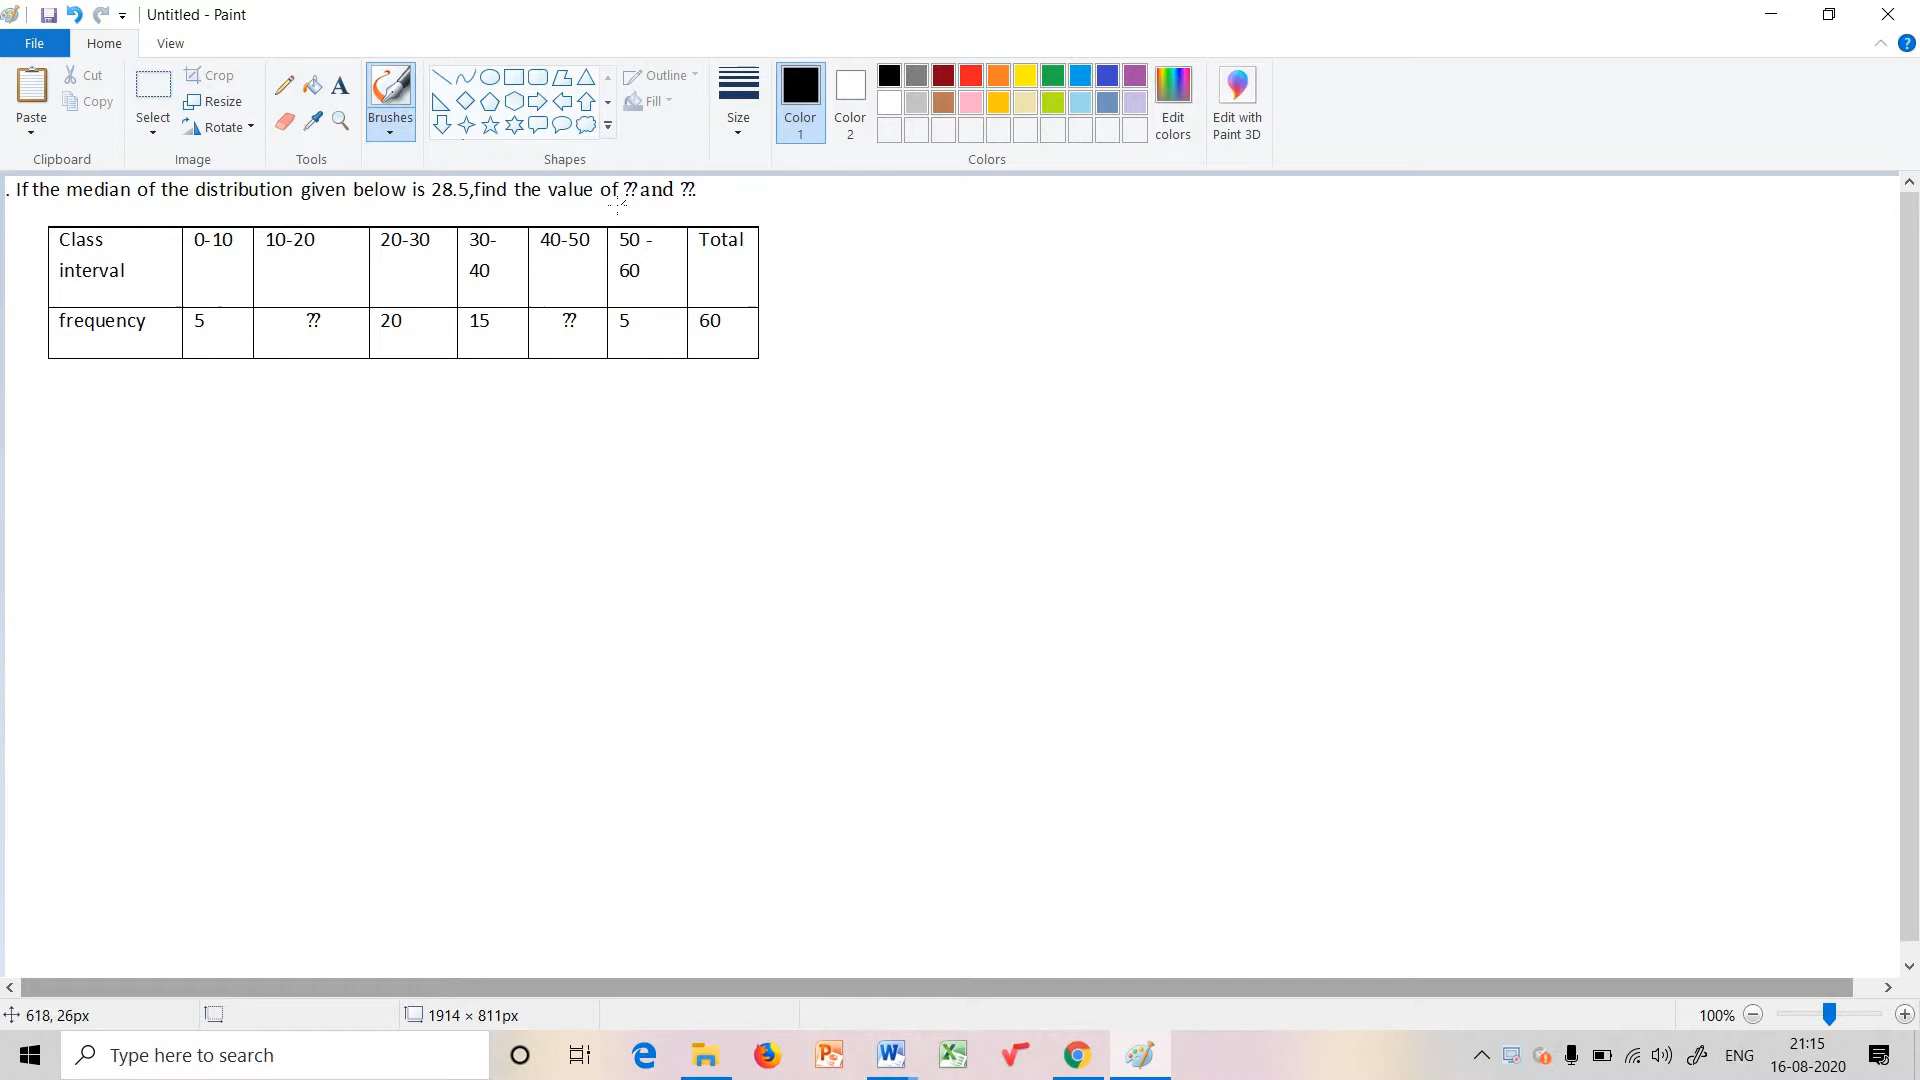 Untitled - Paint
File Home View
Paste Cut Copy Clipboard
Select Crop Resize Rotate Image
Tools
Brushes
Shapes Outline Fill
Size
Color 1 Color 2 Edit colors Edit with Paint 3D
Colors
. If the median of the distribution given below is 28.5,find the value of ?? and ??.
Class interval 0-10 10-20 20-30 30-40 40-50 50 - 60 Total
frequency 5 ?? 20 15 ?? 5 60
618, 26px 1914 × 811px 100%
Type here to search ENG 21:15
16-08-2020